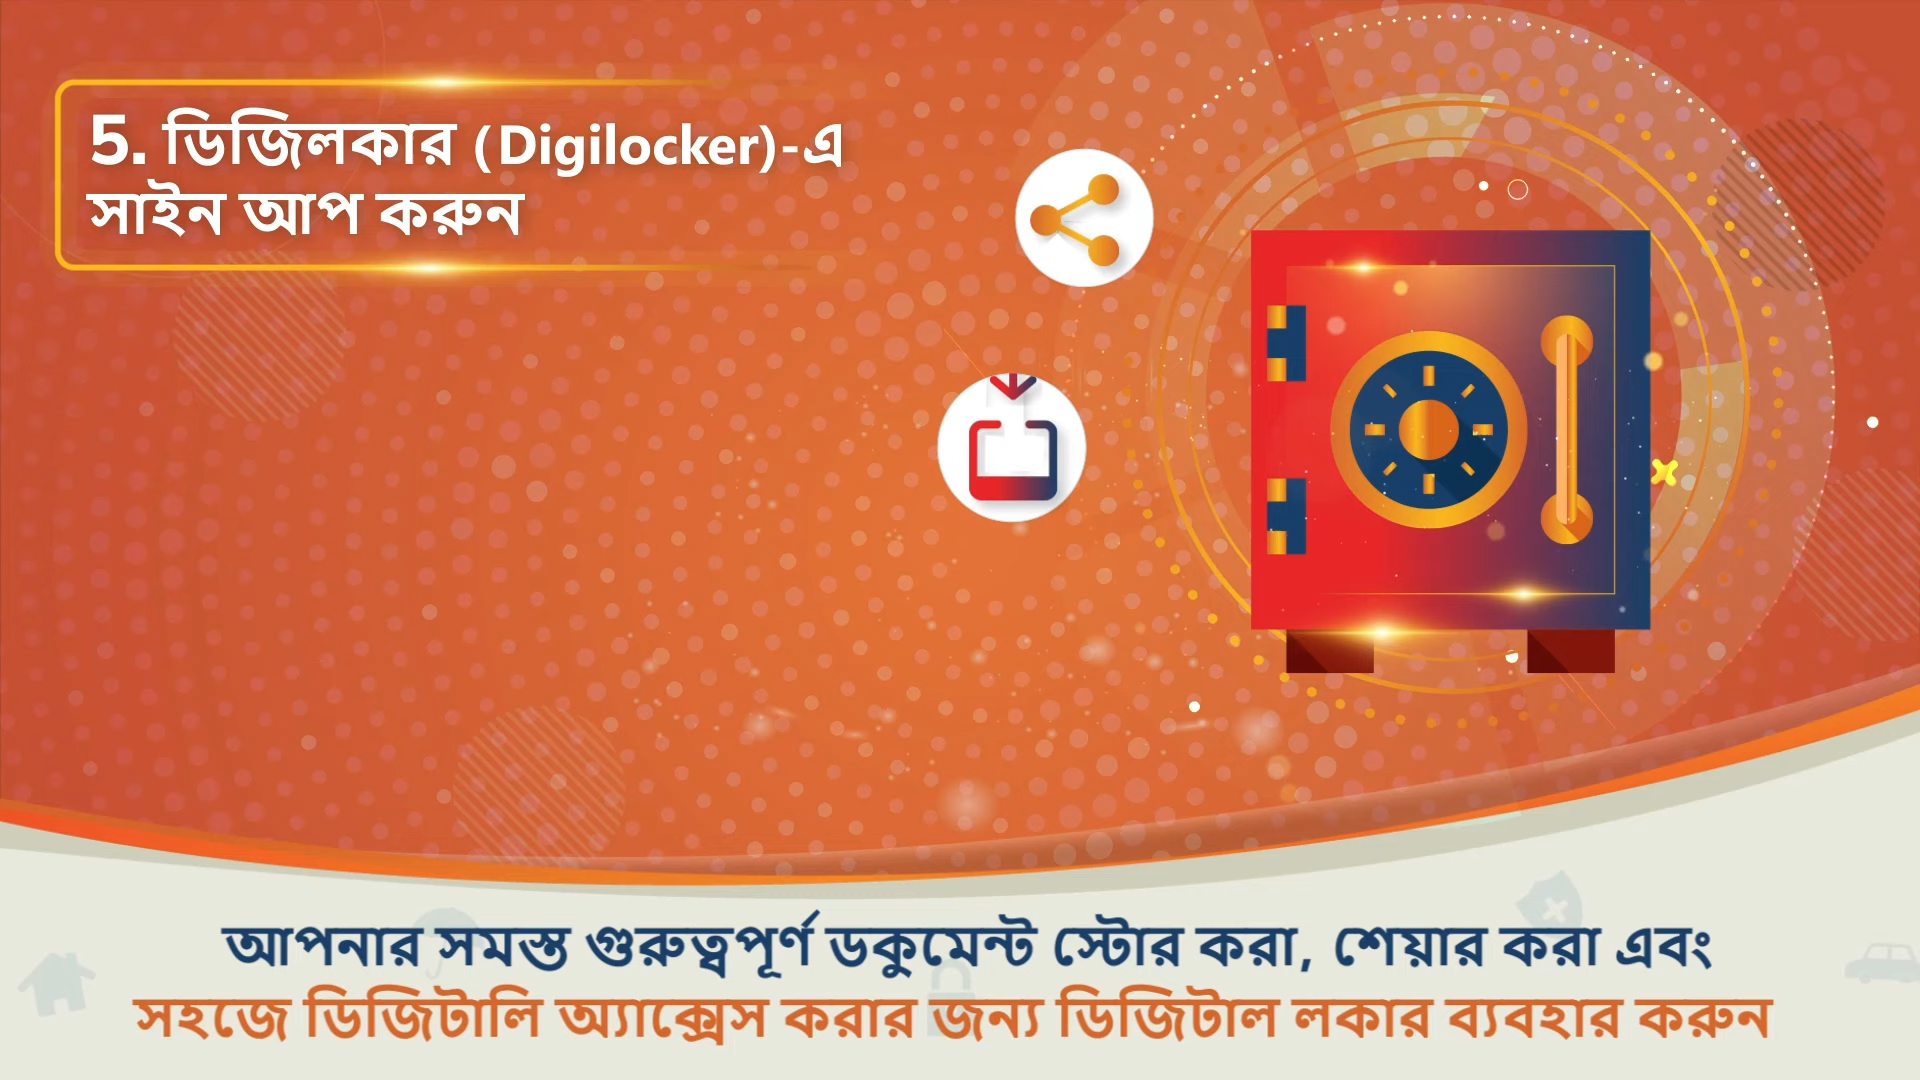 5. ডিজিলকার (Digilocker)-এ
সাইন আপ করুন
আপনার সমস্ত গুরুত্বপূর্ণ ডকুমেন্ট স্টোর করা, শেয়ার করা এবং
সহজে ডিজিটালি অ্যাক্সেস করার জন্য ডিজিটাল লকার ব্যবহার করুন